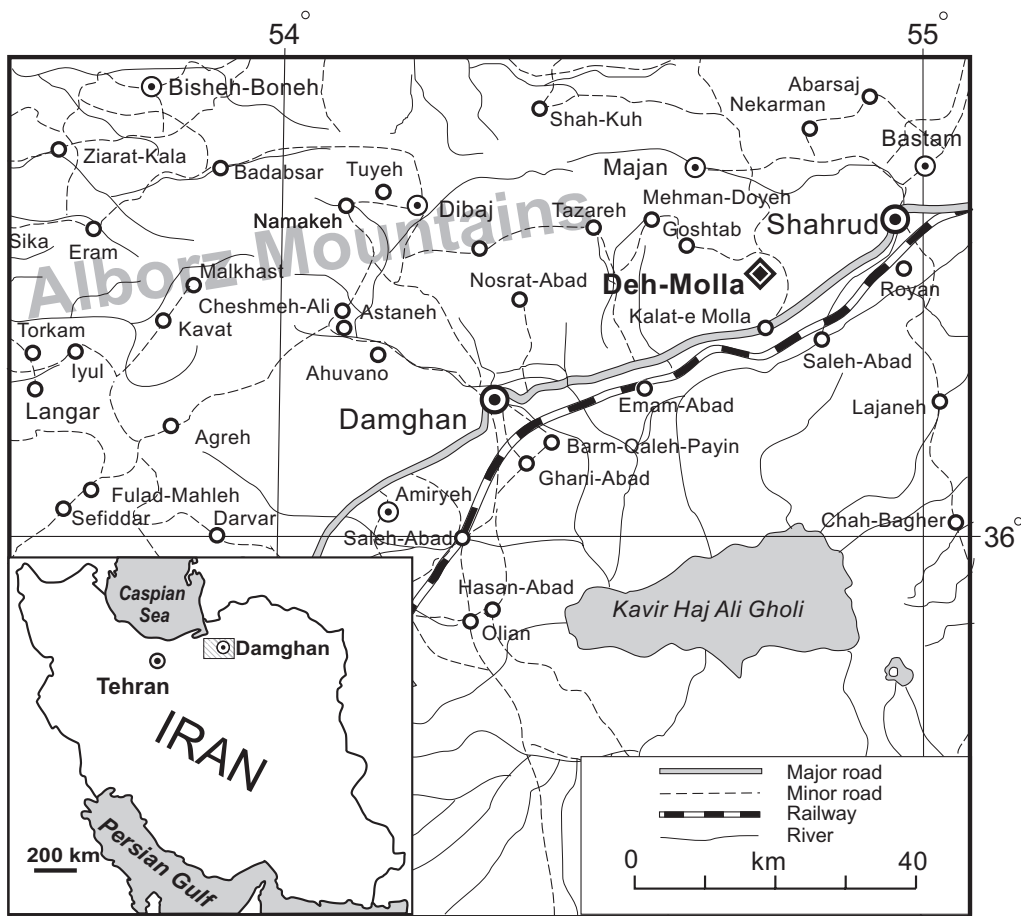 54°
55°
Bisheh-Boneh
Abarsaj
Nekarman
Shah-Kuh
Bastam
Ziarat-Kala
Badabsar
Tuyeh
Majan
Mehman-Doyeh
Namakeh
Dibaj
Tazareh
Shahrud
Goshtab
Sika
Eram
Alborz Mountains
Malkhast
Nosrat-Abad
Deh-Molla
Royan
Cheshmeh-Ali
Astaneh
Kalat-e Molla
Torkam
Kavat
Iyul
Ahuvano
Saleh-Abad
Langar
Damghan
Emam-Abad
Lajaneh
Agreh
Barm-Qaleh-Payin
Ghani-Abad
Fulad-Mahleh
Amiryeh
Sefiddar
Darvar
Chah-Bagher
Saleh-Abad
36°
Hasan-Abad
Kavir Haj Ali Gholi
Olian
Caspian
Sea
Damghan
Tehran
IRAN
Persian Gulf
200 km
Major road
Minor road
Railway
River
0 km 40